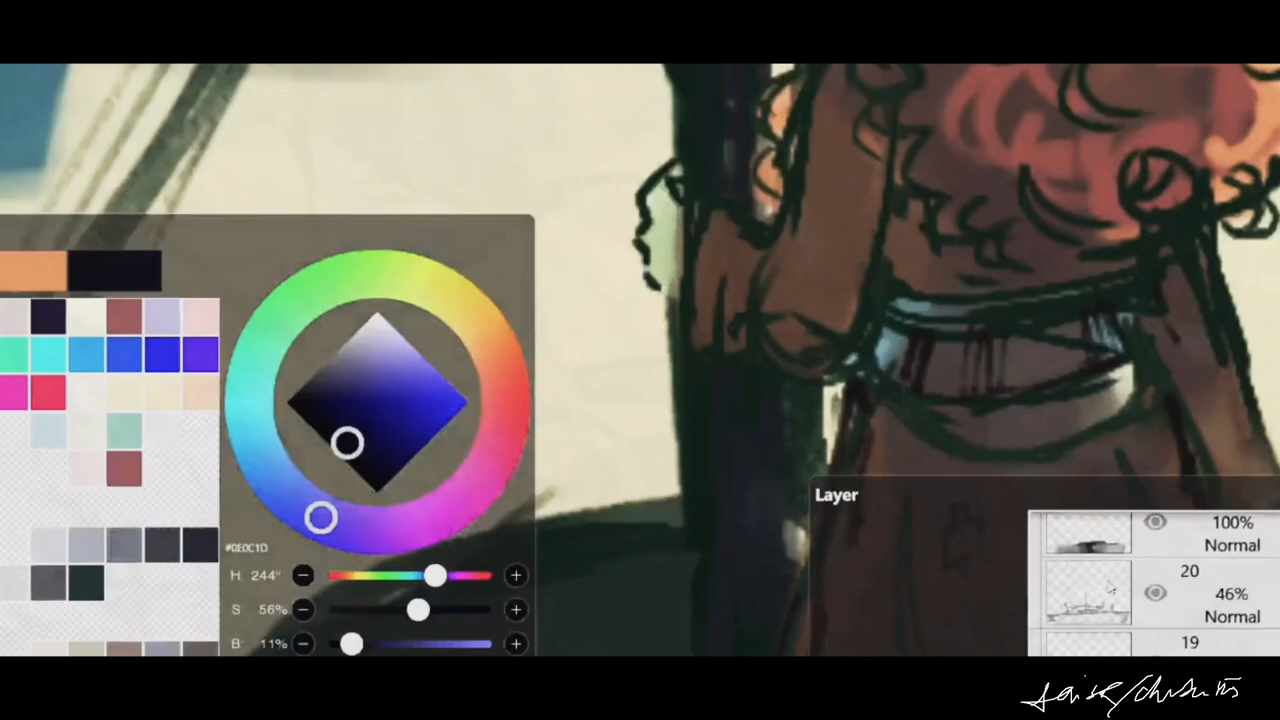 Layer
100%
Normal
20
46%
Normal
19
#0E0C1D
H: 244°
S: 56%
B: 11%